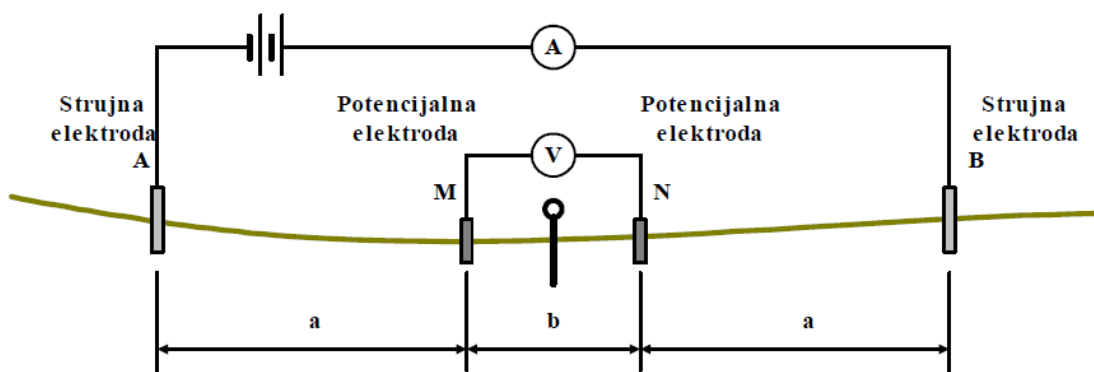 A
Strujna
elektroda
A
Potencijalna
elektroda
Potencijalna
elektroda
Strujna
elektroda
B
V
M
N
a
b
a